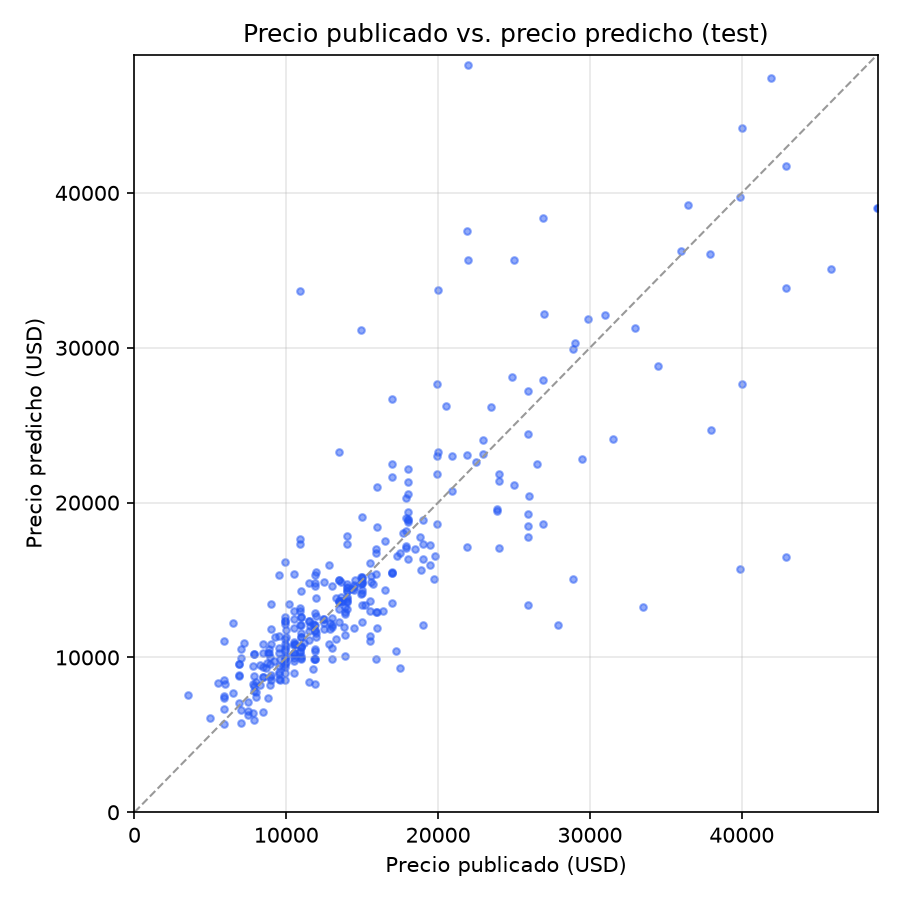 Precio publicado vs. precio predicho (test)
Precio predicho (USD)
40000
30000
20000
10000
0
0 10000 20000 30000 40000
Precio publicado (USD)